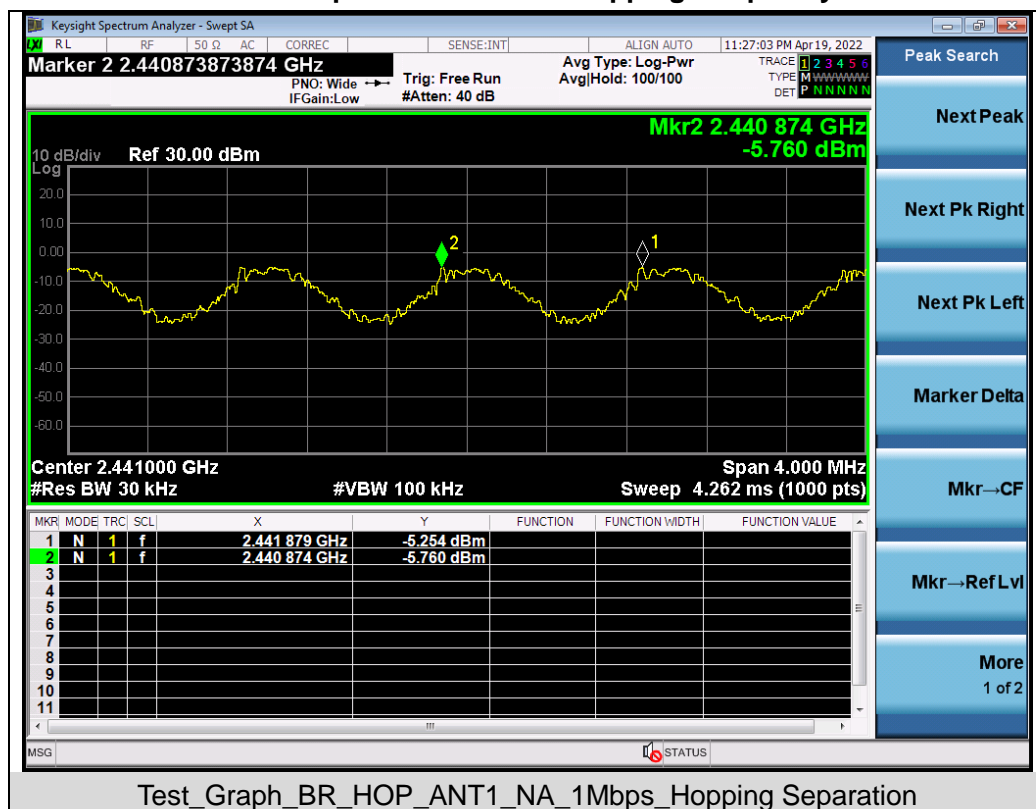 Keysight Spectrum Analyzer - Swept SA
LXI RL RF 50 Ω AC CORREC SENSE:INT ALIGN AUTO 11:27:03 PM Apr 19, 2022
Marker 2 2.440873873874 GHz
PNO: Wide
IFGain:Low
Trig: Free Run
#Atten: 40 dB
Avg Type: Log-Pwr
Avg|Hold: 100/100
TRACE 1 2 3 4 5 6
TYPE M WWWWW
DET P N N N N N
Peak Search
Mkr2 2.440 874 GHz
-5.760 dBm
10 dB/div Ref 30.00 dBm
Log
20.0
10.0
0.00
-10.0
-20.0
-30.0
-40.0
-50.0
-60.0
2
1
Center 2.441000 GHz Span 4.000 MHz
#Res BW 30 kHz #VBW 100 kHz Sweep 4.262 ms (1000 pts)
MKR MODE TRC SCL X Y FUNCTION FUNCTION WIDTH FUNCTION VALUE
1 N 1 f 2.441 879 GHz -5.254 dBm
2 N 1 f 2.440 874 GHz -5.760 dBm
3
4
5
6
7
8
9
10
11
MSG STATUS
Next Peak
Next Pk Right
Next Pk Left
Marker Delta
Mkr→CF
Mkr→Ref Lvl
More
1 of 2
Test_Graph_BR_HOP_ANT1_NA_1Mbps_Hopping Separation